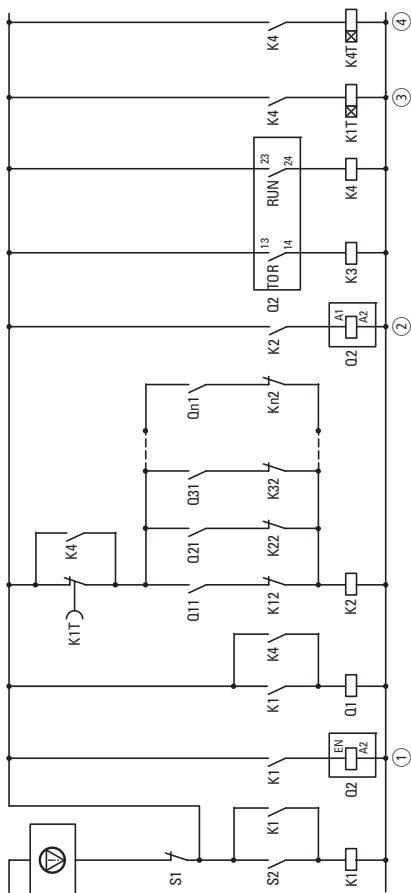 S1
S2
K1
K1
K1
Q2
EN
A2
①
K1
K4
Q1
K1T
K4
Q11
K12
K2
Q21
K22
Q31
K32
Qn1
Kn2
K2
Q2
A1
A2
②
Q2
TOR
13
14
K3
RUN
23
24
K4
K4
K1T
③
K4
K4T
④